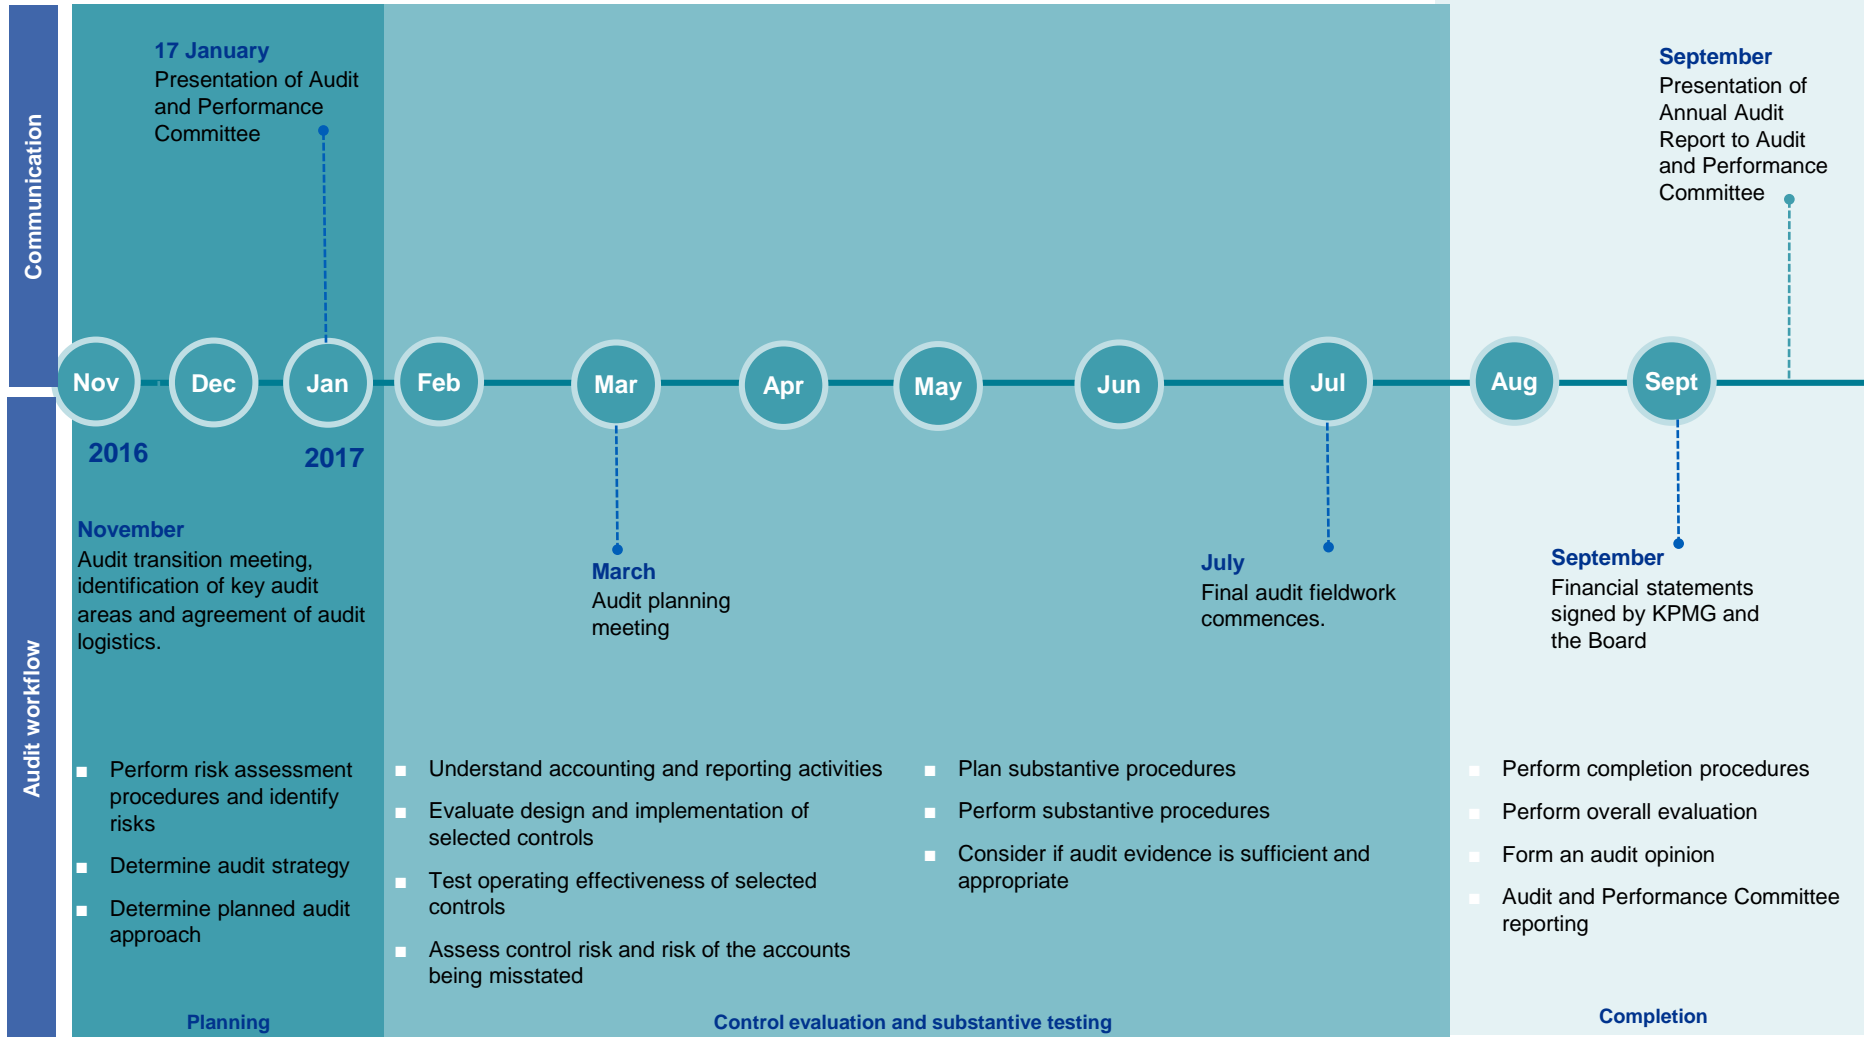 Communication
17 January
Presentation of Audit
and Performance
Committee
September
Presentation of
Annual Audit
Report to Audit
and Performance
Committee
Nov
Dec
Jan
Feb
Mar
Apr
May
Jun
Jul
Aug
Sept
2016
2017
Audit workflow
November
Audit transition meeting,
identification of key audit
areas and agreement of audit
logistics.
March
Audit planning
meeting
July
Final audit fieldwork
commences.
September
Financial statements
signed by KPMG and
the Board
■ Perform risk assessment
procedures and identify
risks
■ Determine audit strategy
■ Determine planned audit
approach
■ Understand accounting and reporting activities
■ Evaluate design and implementation of
selected controls
■ Test operating effectiveness of selected
controls
■ Assess control risk and risk of the accounts
being misstated
■ Plan substantive procedures
■ Perform substantive procedures
■ Consider if audit evidence is sufficient and
appropriate
■ Perform completion procedures
■ Perform overall evaluation
■ Form an audit opinion
■ Audit and Performance Committee
reporting
Planning
Control evaluation and substantive testing
Completion